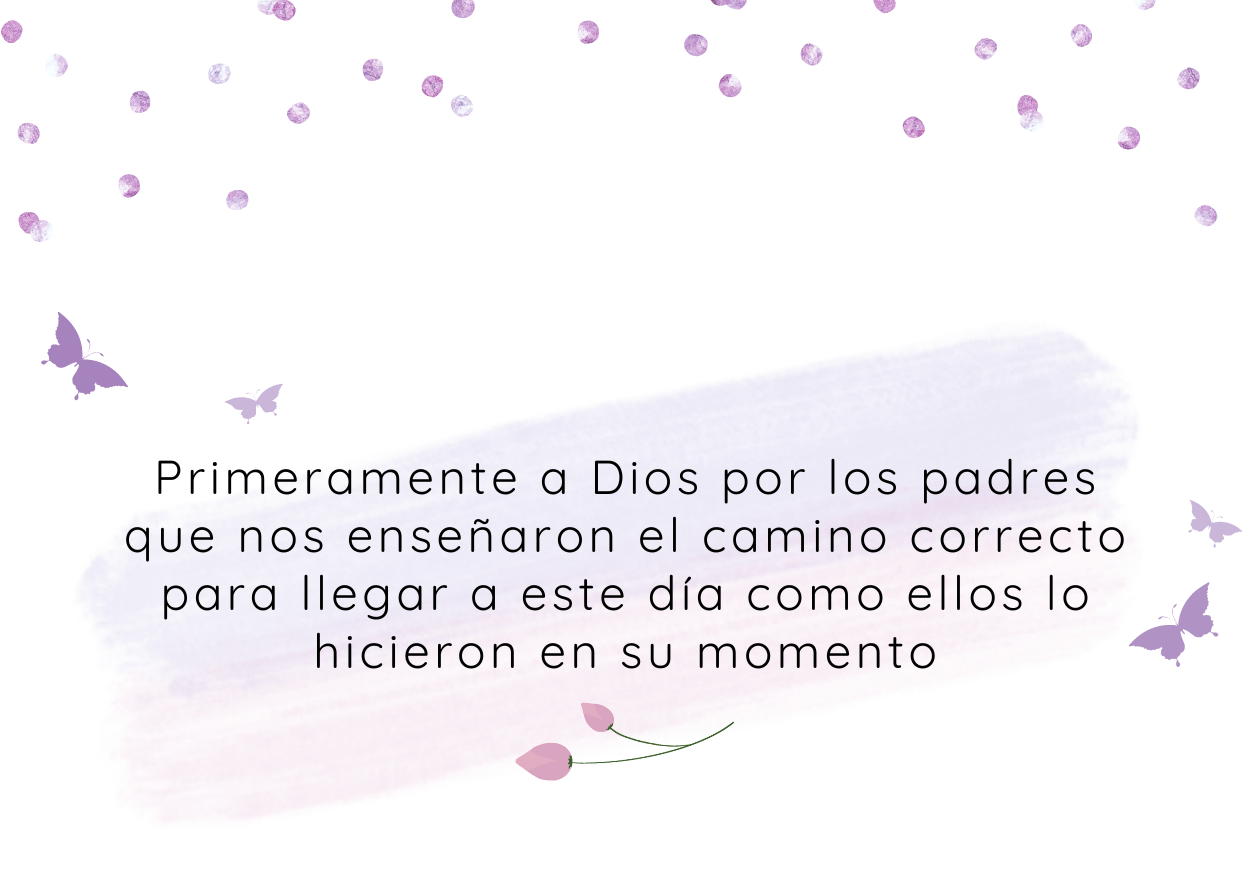 Primeramente a Dios por los padres
que nos enseñaron el camino correcto
para llegar a este día como ellos lo
hicieron en su momento